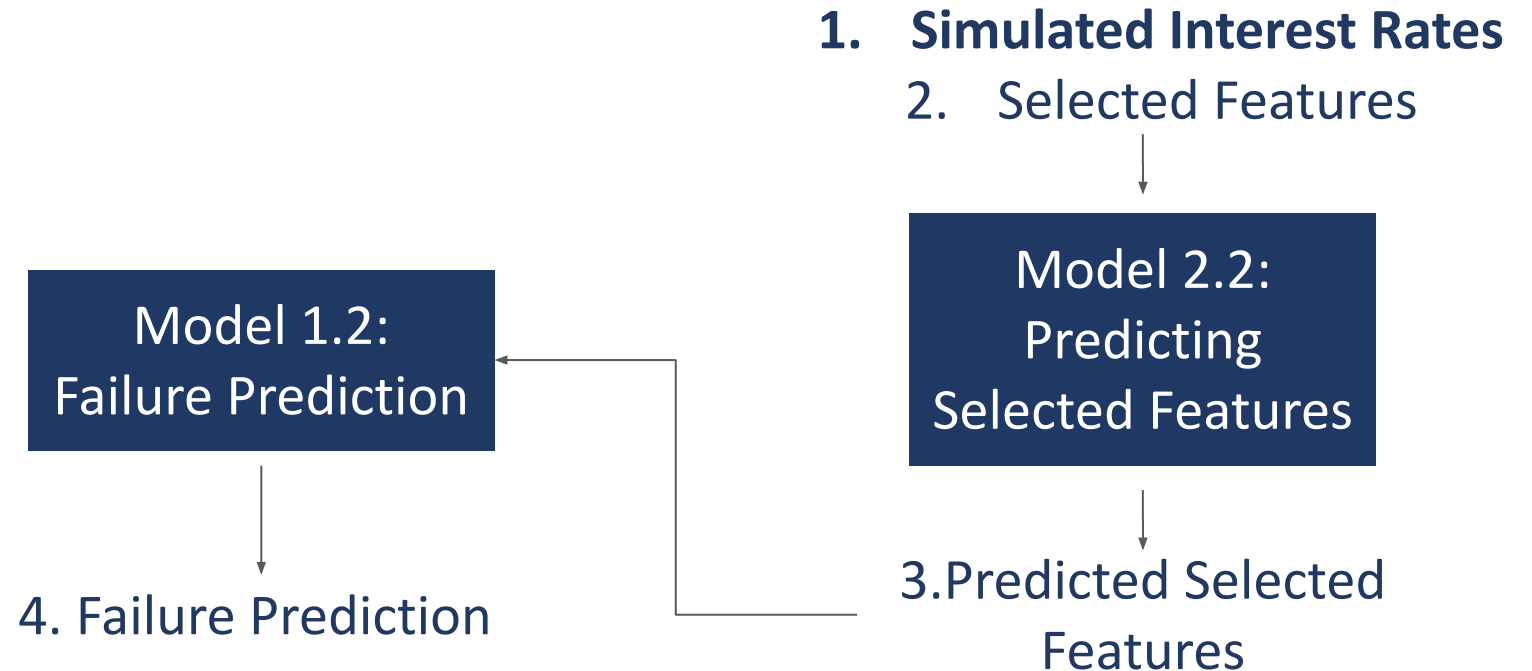 1. Simulated Interest Rates
2. Selected Features
Model 2.2:
Predicting
Selected Features
3.Predicted Selected
Features
Model 1.2:
Failure Prediction
4. Failure Prediction